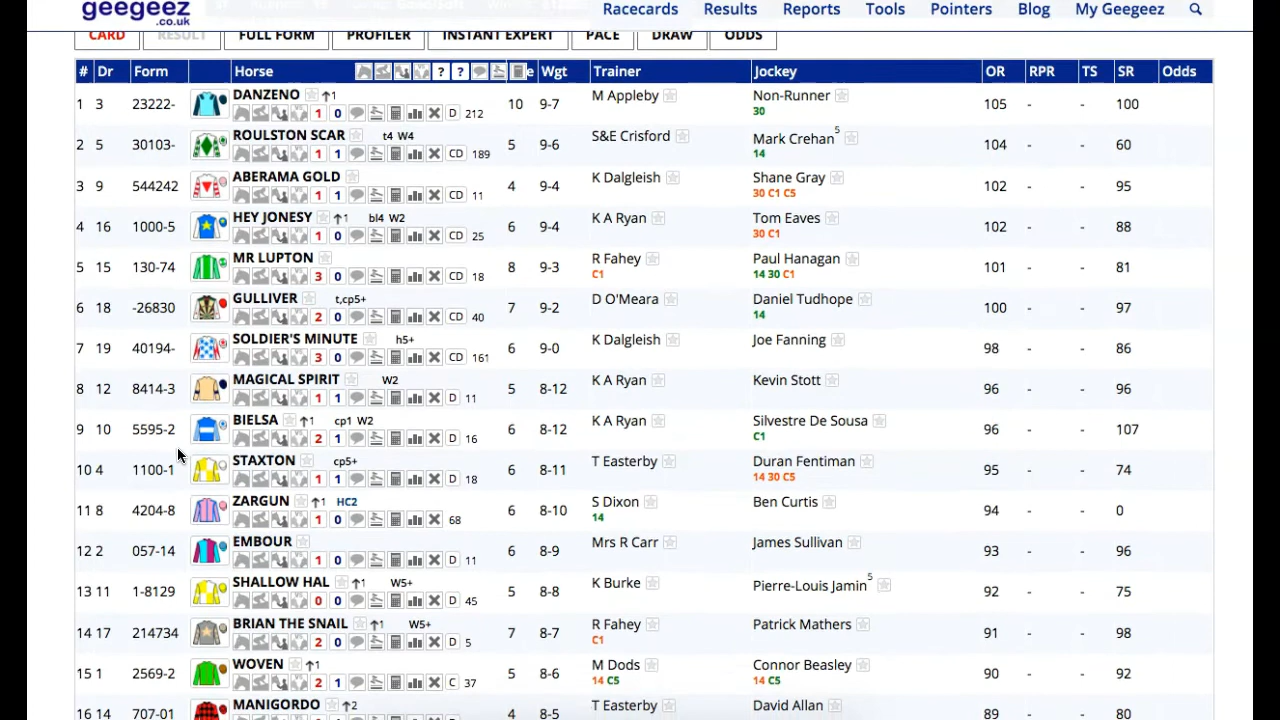 geegeez
.co.uk
Racecards Results Reports Tools Pointers Blog My Geegeez
CARD RESULT FULL FORM PROFILER INSTANT EXPERT PACE DRAW ODDS
# Dr Form Horse ? ? e Wgt Trainer Jockey OR RPR TS SR Odds
1 3 23222- DANZENO ↑1 1 0 D 212 10 9-7 M Appleby Non-Runner 30 105 - - 100
2 5 30103- ROULSTON SCAR t4 W4 1 1 CD 189 5 9-6 S&E Crisford Mark Crehan5 14 104 - - 60
3 9 544242 ABERAMA GOLD 1 1 CD 11 4 9-4 K Dalgleish Shane Gray 30 C1 C5 102 - - 95
4 16 1000-5 HEY JONESY ↑1 bl4 W2 1 0 CD 25 6 9-4 K A Ryan Tom Eaves 30 C1 102 - - 88
5 15 130-74 MR LUPTON 3 0 CD 18 8 9-3 R Fahey C1 Paul Hanagan 14 30 C1 101 - - 81
6 18 -26830 GULLIVER t,cp5+ 2 0 CD 40 7 9-2 D O'Meara Daniel Tudhope 14 100 - - 97
7 19 40194- SOLDIER'S MINUTE h5+ 3 0 CD 161 6 9-0 K Dalgleish Joe Fanning 98 - - 86
8 12 8414-3 MAGICAL SPIRIT W2 1 1 D 11 5 8-12 K A Ryan Kevin Stott 96 - - 96
9 10 5595-2 BIELSA ↑1 cp1 W2 2 1 D 16 6 8-12 K A Ryan Silvestre De Sousa C1 96 - - 107
10 4 1100-1 STAXTON cp5+ 1 1 D 18 6 8-11 T Easterby Duran Fentiman 14 30 C5 95 - - 74
11 8 4204-8 ZARGUN ↑1 HC2 1 0 68 6 8-10 S Dixon 14 Ben Curtis 94 - - 0
12 2 057-14 EMBOUR 1 0 D 11 6 8-9 Mrs R Carr James Sullivan 93 - - 96
13 11 1-8129 SHALLOW HAL ↑1 W5+ 0 0 D 45 5 8-8 K Burke Pierre-Louis Jamin5 92 - - 75
14 17 214734 BRIAN THE SNAIL ↑1 W5+ 2 0 D 5 7 8-7 R Fahey C1 Patrick Mathers 91 - - 98
15 1 2569-2 WOVEN ↑1 2 1 C 37 5 8-6 M Dods 14 C5 Connor Beasley 14 C5 90 - - 92
16 14 707-01 MANIGORDO ↑2 4 8-5 T Easterby David Allan 89 - - 80